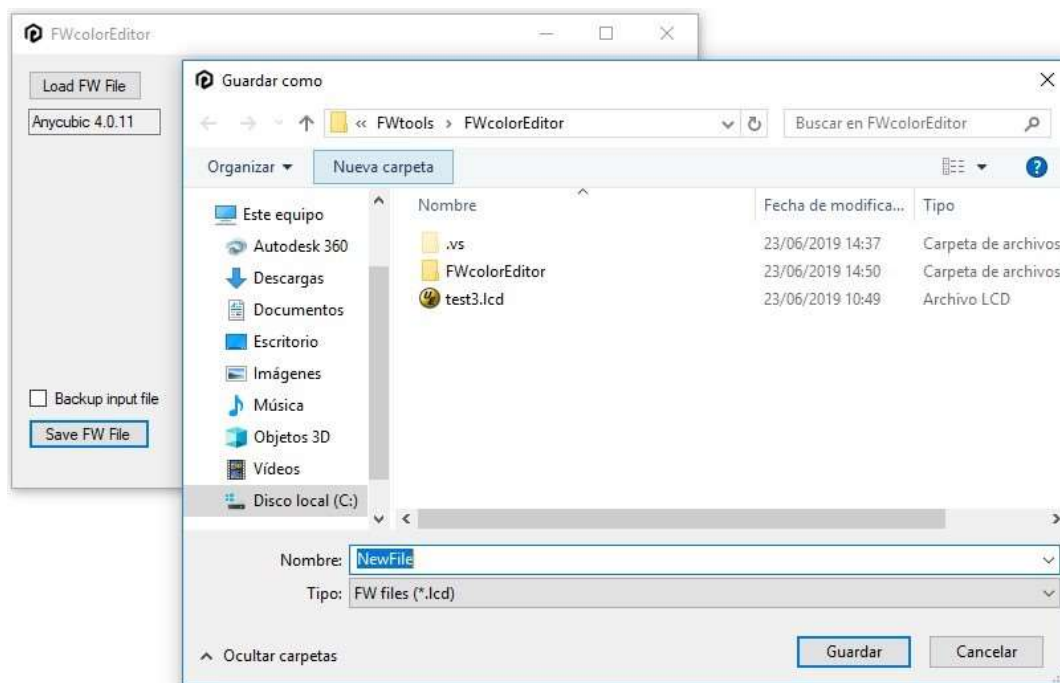 FWcolorEditor
Load FW File
Anycubic 4.0.11
Backup input file
Save FW File
Guardar como
« FWtools > FWcolorEditor
Buscar en FWcolorEditor
Organizar
Nueva carpeta
Este equipo
Autodesk 360
Descargas
Documentos
Escritorio
Imágenes
Música
Objetos 3D
Vídeos
Disco local (C:)
Nombre Fecha de modifica... Tipo
.vs 23/06/2019 14:37 Carpeta de archivos
FWcolorEditor 23/06/2019 14:50 Carpeta de archivos
test3.lcd 23/06/2019 10:49 Archivo LCD
Nombre: NewFile
Tipo: FW files (*.lcd)
Ocultar carpetas
Guardar
Cancelar